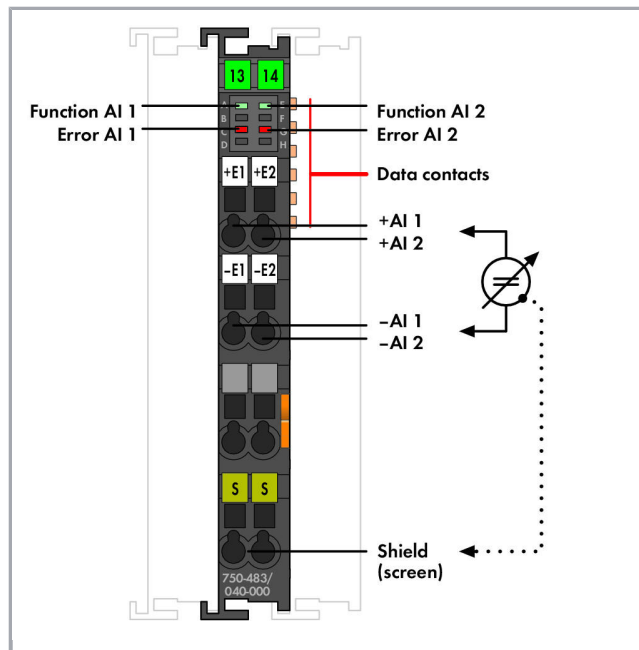 13 14
Function AI 1
Function AI 2
Error AI 1
Error AI 2
A E
B F
C G
D H
Data contacts
+E1 +E2
+AI 1
+AI 2
–E1 –E2
–AI 1
–AI 2
S S
Shield
(screen)
750-483/
040-000